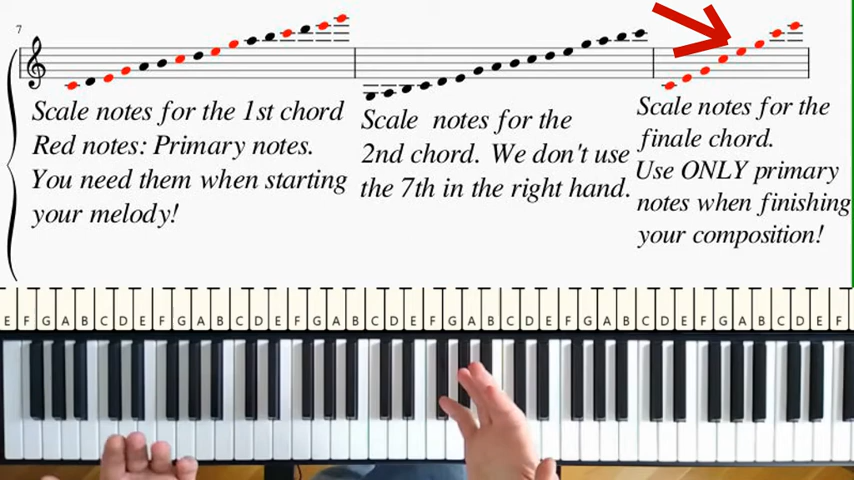 7
Scale notes for the 1st chord
Red notes: Primary notes.
You need them when starting
your melody!
Scale notes for the
2nd chord. We don't use
the 7th in the right hand.
Scale notes for the
finale chord.
Use ONLY primary
notes when finishing
your composition!
E F G A B C D E F G A B C D E F G A B C D E F G A B C D E F G A B C D E F G A B C D E F